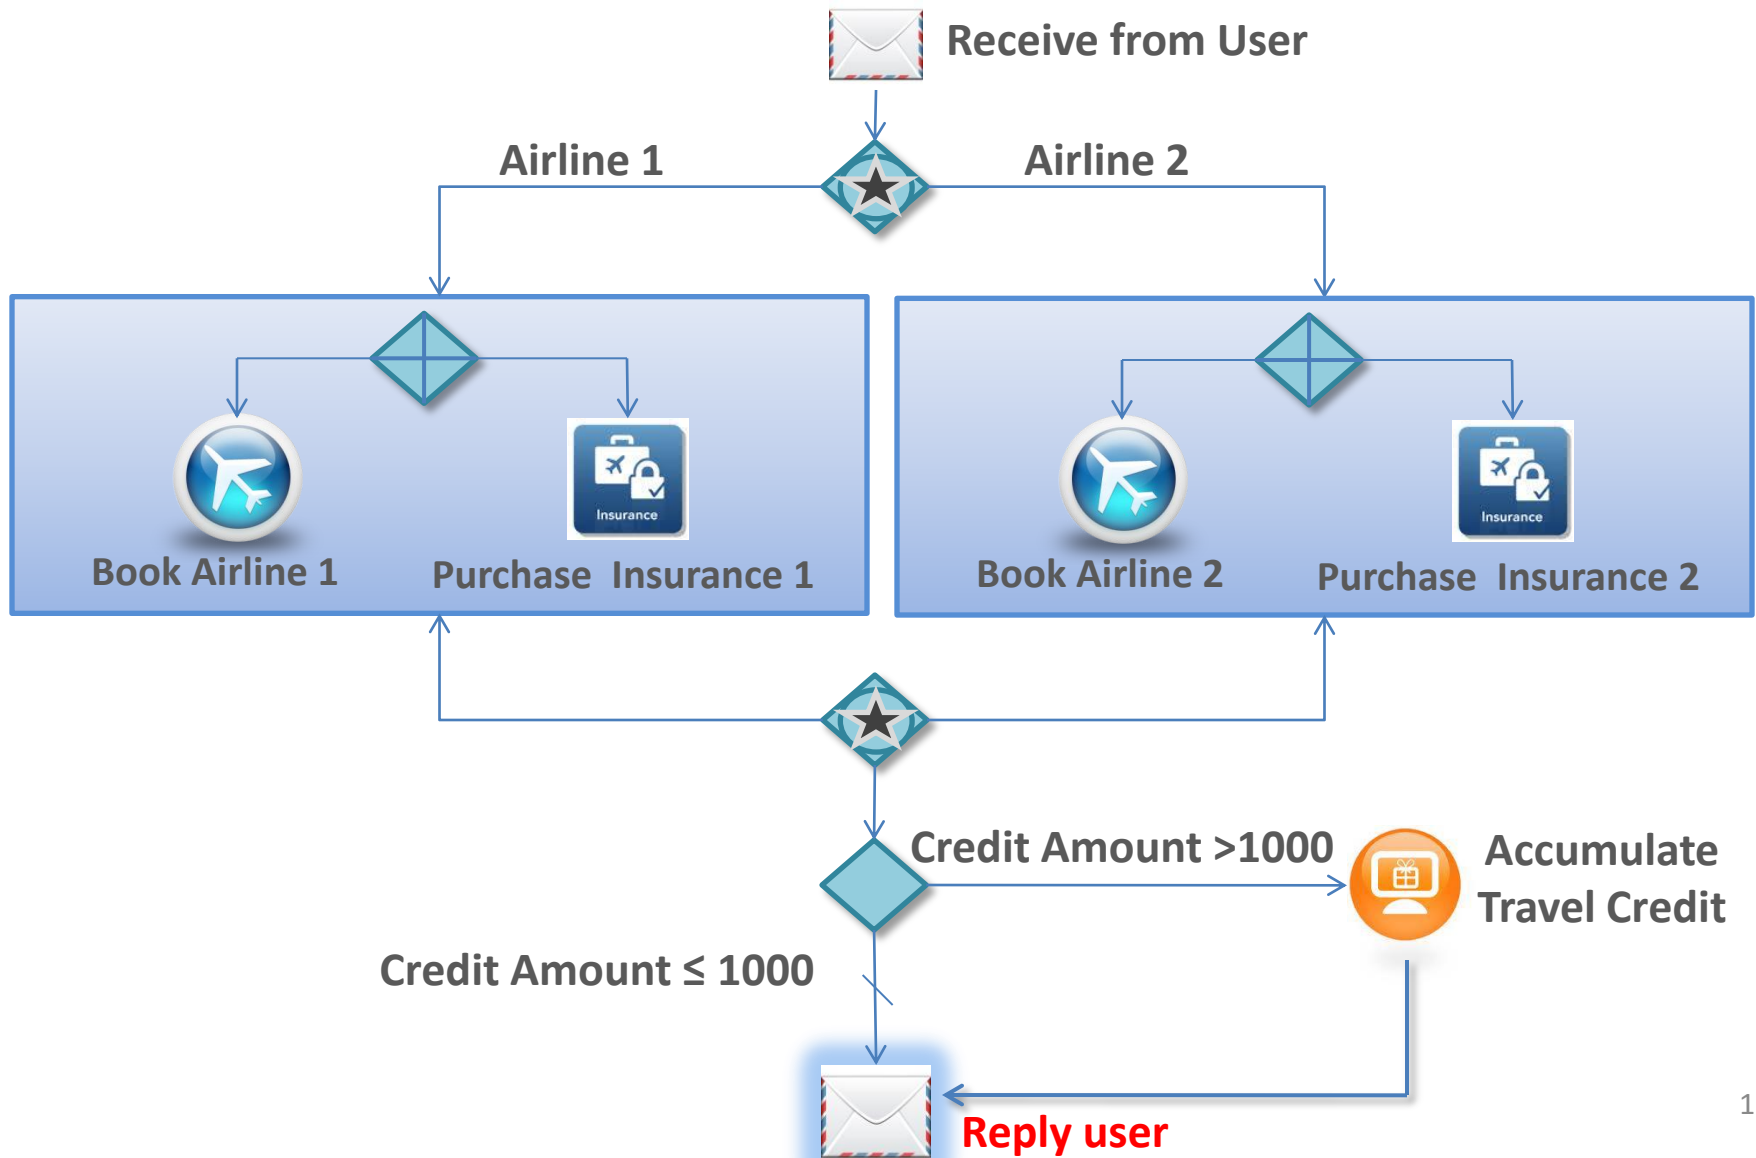 Receive from User
Airline 1
Airline 2
Insurance
Insurance
Book Airline 1
Purchase Insurance 1
Book Airline 2
Purchase Insurance 2
Credit Amount >1000
Accumulate
Travel Credit
Credit Amount ≤ 1000
Reply user
1